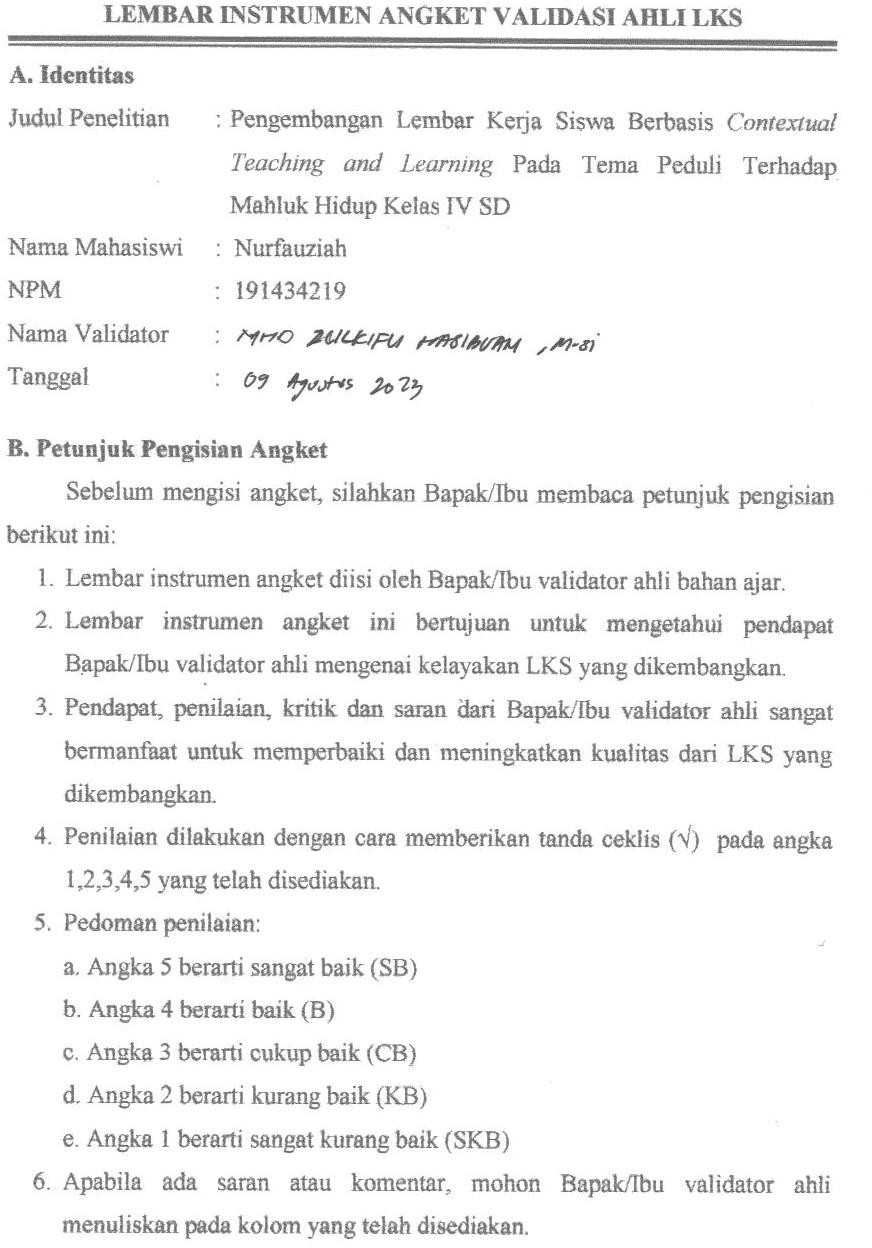 LEMBAR INSTRUMEN ANGKET VALIDASI AHLI LKS
A. Identitas
Judul Penelitian : Pengembangan Lembar Kerja Siswa Berbasis Contextual
Teaching and Learning Pada Tema Peduli Terhadap
Mahluk Hidup Kelas IV SD
Nama Mahasiswi : Nurfauziah
NPM : 191434219
Nama Validator : MHD ZULKIFLI HASIBUAN, M.Si
Tanggal : 09 Agustus 2023
B. Petunjuk Pengisian Angket
Sebelum mengisi angket, silahkan Bapak/Ibu membaca petunjuk pengisian
berikut ini:
1. Lembar instrumen angket diisi oleh Bapak/Ibu validator ahli bahan ajar.
2. Lembar instrumen angket ini bertujuan untuk mengetahui pendapat
Bapak/Ibu validator ahli mengenai kelayakan LKS yang dikembangkan.
3. Pendapat, penilaian, kritik dan saran dari Bapak/Ibu validator ahli sangat
bermanfaat untuk memperbaiki dan meningkatkan kualitas dari LKS yang
dikembangkan.
4. Penilaian dilakukan dengan cara memberikan tanda ceklis (√) pada angka
1,2,3,4,5 yang telah disediakan.
5. Pedoman penilaian:
a. Angka 5 berarti sangat baik (SB)
b. Angka 4 berarti baik (B)
c. Angka 3 berarti cukup baik (CB)
d. Angka 2 berarti kurang baik (KB)
e. Angka 1 berarti sangat kurang baik (SKB)
6. Apabila ada saran atau komentar, mohon Bapak/Ibu validator ahli
menuliskan pada kolom yang telah disediakan.